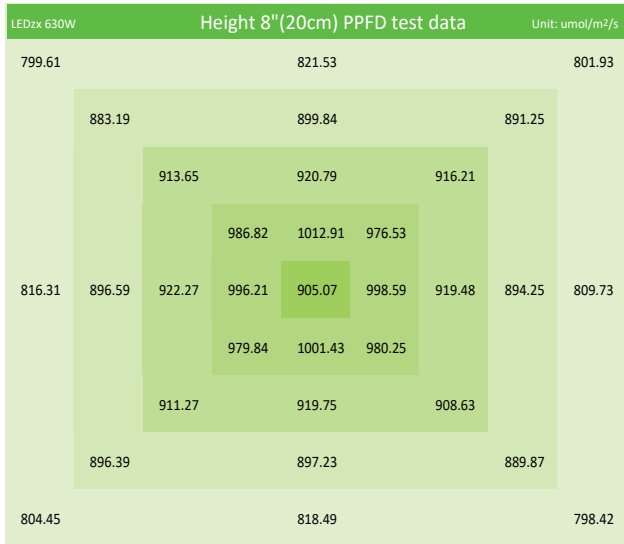 LEDzx 630W Height 8"(20cm) PPFD test data Unit: umol/m²/s
799.61 821.53 801.93
883.19 899.84 891.25
913.65 920.79 916.21
986.82 1012.91 976.53
816.31 896.59 922.27 996.21 905.07 998.59 919.48 894.25 809.73
979.84 1001.43 980.25
911.27 919.75 908.63
896.39 897.23 889.87
804.45 818.49 798.42